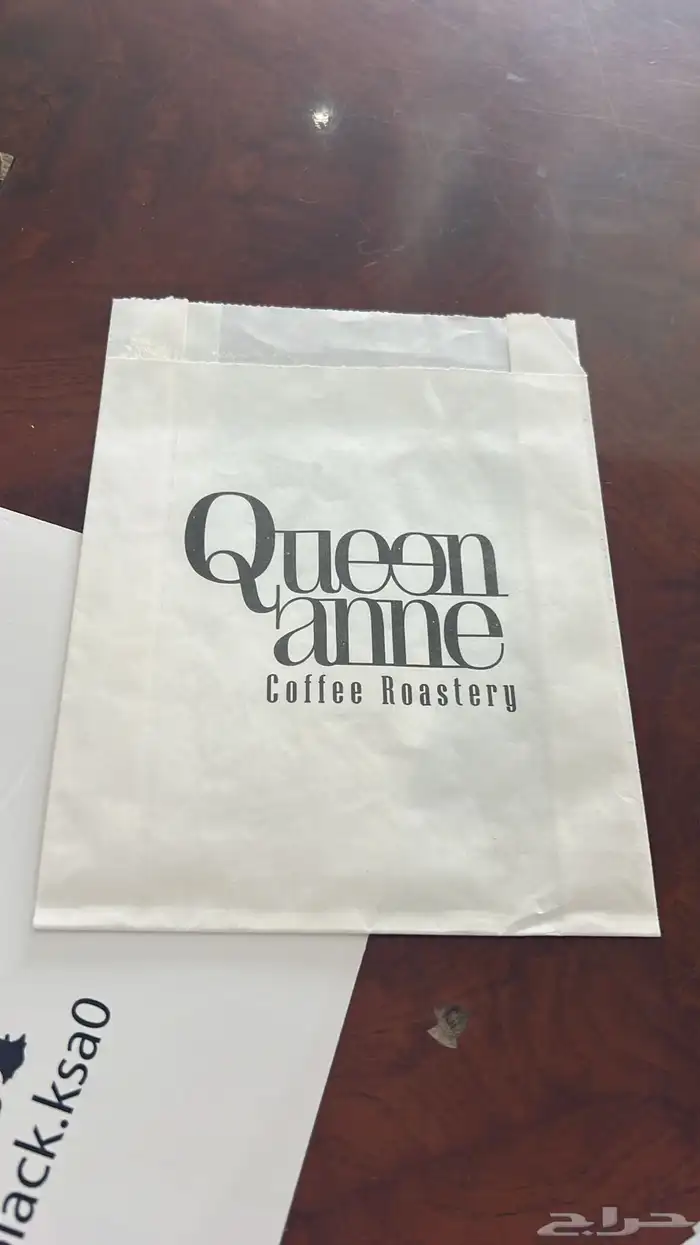 Queen
anne
Coffee Roastery
lack.ksa0
حراج